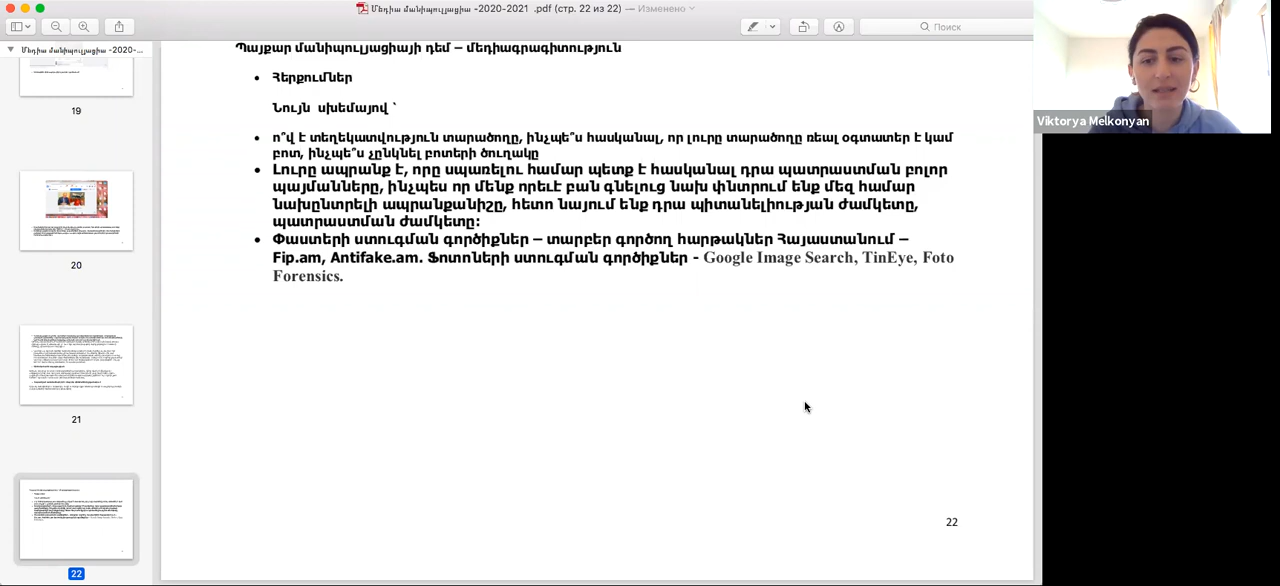 Մեդիա մանիպուլյացիա -2020-2021 .pdf (стр. 22 из 22) — Изменено
Поиск
Մեդիա մանիպուլյացիա -2020-...
19
20
21
22
Պայքար մանիպուլյացիայի դեմ – մեդիագրագիտություն
• Հերքումներ
Նույն սխեմայով `
• ո՞վ է տեղեկատվություն տարածողը, ինչպե՞ս հասկանալ, որ լուրը տարածողը ռեալ օգտատեր է կամ
բոտ, ինչպե՞ս չընկնել բոտերի ծուղակը
• Լուրը ապրանք է, որը սպառելու համար պետք է հասկանալ դրա պատրաստման բոլոր
պայմանները, ինչպես որ մենք որեւէ բան գնելուց նախ փնտրում ենք մեզ համար
նախընտրելի ապրանքանիշը, հետո նայում ենք դրա պիտանելիության ժամկետը,
պատրաստման ժամկետը:
• Փաստերի ստուգման գործիքներ – տարբեր գործող հարթակներ Հայաստանում –
Fip.am, Antifake.am. Ֆոտոների ստուգման գործիքներ - Google Image Search, TinEye, Foto
Forensics.
22
Viktorya Melkonyan